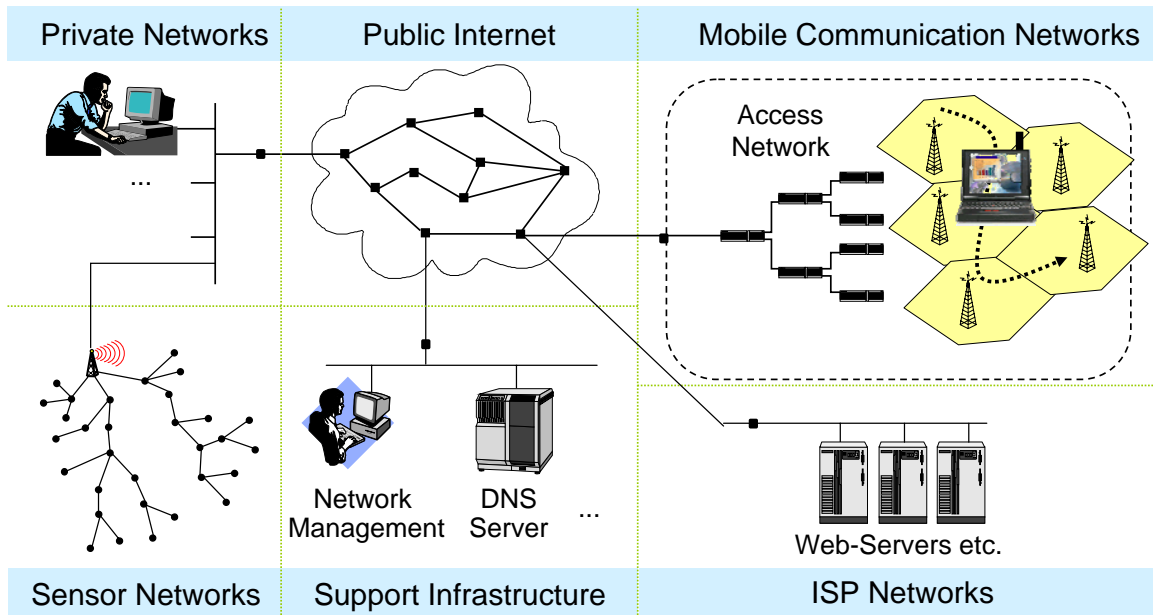 Private Networks
Public Internet
Mobile Communication Networks
Access
Network
...
Network
Management
DNS
Server
...
Web-Servers etc.
Sensor Networks
Support Infrastructure
ISP Networks